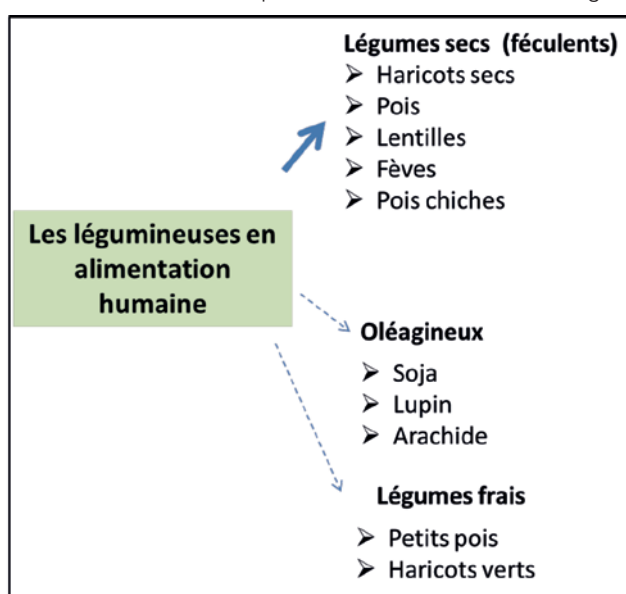 Légumes secs (féculents)
➢ Haricots secs
➢ Pois
➢ Lentilles
➢ Fèves
➢ Pois chiches
Les légumineuses en
alimentation
humaine
Oléagineux
➢ Soja
➢ Lupin
➢ Arachide
Légumes frais
➢ Petits pois
➢ Haricots verts